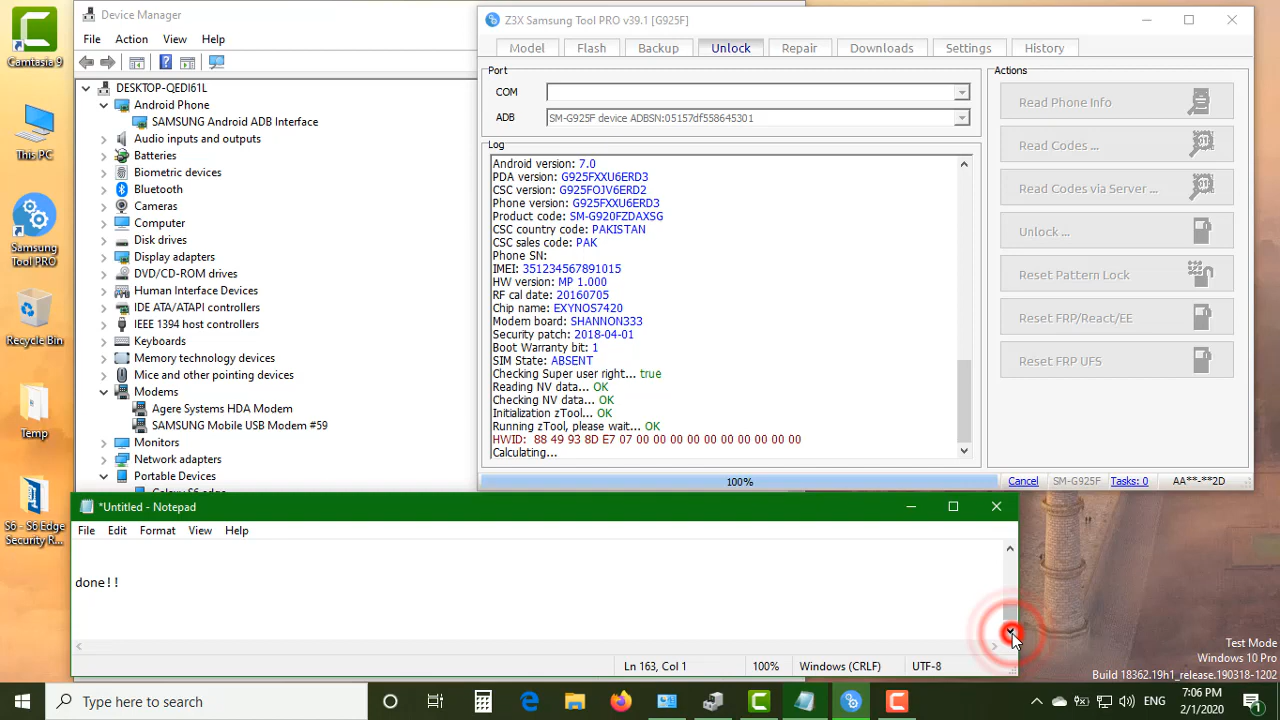 Camtasia 9
This PC
Samsung Tool PRO
Recycle Bin
Temp
S6 - S6 Edge Security R...
Device Manager
File Action View Help
DESKTOP-QEDI61L
Android Phone
SAMSUNG Android ADB Interface
Audio inputs and outputs
Batteries
Biometric devices
Bluetooth
Cameras
Computer
Disk drives
Display adapters
DVD/CD-ROM drives
Human Interface Devices
IDE ATA/ATAPI controllers
IEEE 1394 host controllers
Keyboards
Memory technology devices
Mice and other pointing devices
Modems
Agere Systems HDA Modem
SAMSUNG Mobile USB Modem #59
Monitors
Network adapters
Portable Devices
Z3X Samsung Tool PRO v39.1 [G925F]
Model Flash Backup Unlock Repair Downloads Settings History
Port
COM
ADB SM-G925F device ADBSN:05157df558645301
Log
Android version: 7.0
PDA version: G925FXXU6ERD3
CSC version: G925FOJV6ERD2
Phone version: G925FXXU6ERD3
Product code: SM-G920FZDAXSG
CSC country code: PAKISTAN
CSC sales code: PAK
Phone SN:
IMEI: 351234567891015
HW version: MP 1.000
RF cal date: 20160705
Chip name: EXYNOS7420
Modem board: SHANNON333
Security patch: 2018-04-01
Boot Warranty bit: 1
SIM State: ABSENT
Checking Super user right... true
Reading NV data... OK
Checking NV data... OK
Initialization zTool... OK
Running zTool, please wait... OK
HWID: 88 49 93 8D E7 07 00 00 00 00 00 00 00 00 00 00
Calculating...
Actions
Read Phone Info
Read Codes ...
Read Codes via Server ...
Unlock ...
Reset Pattern Lock
Reset FRP/React/EE
Reset FRP UFS
100% Cancel SM-G925F Tasks: 0 AA**-**2D
*Untitled - Notepad
File Edit Format View Help
done!!
Ln 163, Col 1 100% Windows (CRLF) UTF-8
Test Mode
Windows 10 Pro
Build 18362.19h1_release.190318-1202
Type here to search
ENG
7:06 PM
2/1/2020
1